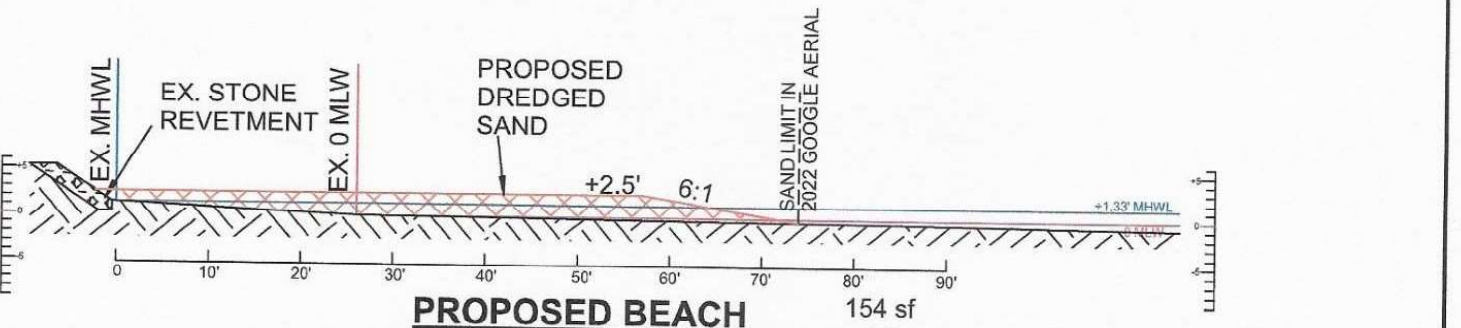 EX. MHWL
EX. STONE
REVETMENT
EX. 0 MLW
PROPOSED
DREDGED
SAND
+2.5'
6:1
SAND LIMIT IN
2022 GOOGLE AERIAL
+5
0
-5
+1.33' MHWL
0 MLW
+5
0
-5
0
10'
20'
30'
40'
50'
60'
70'
80'
90'
PROPOSED BEACH
154 sf